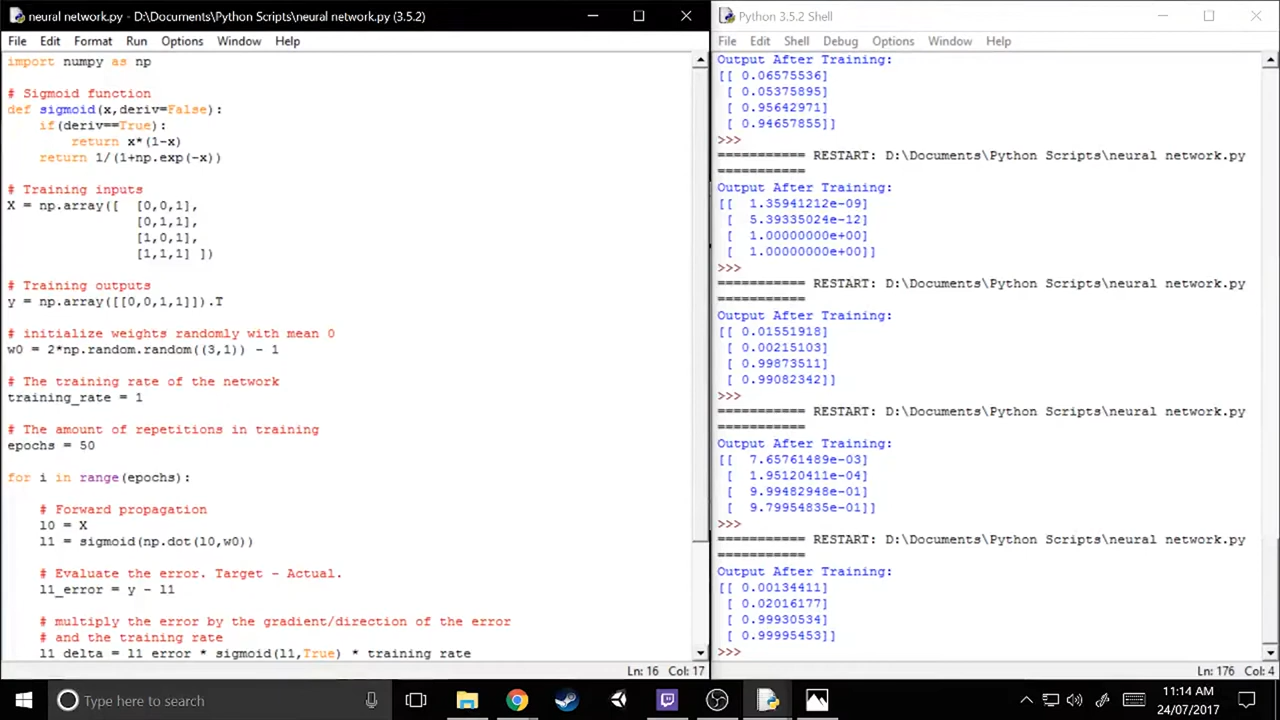 neural network.py - D:\Documents\Python Scripts\neural network.py (3.5.2)
File Edit Format Run Options Window Help
import numpy as np
# Sigmoid function
def sigmoid(x,deriv=False):
    if(deriv==True):
        return x*(1-x)
    return 1/(1+np.exp(-x))
# Training inputs
X = np.array([  [0,0,1],
                [0,1,1],
                [1,0,1],
                [1,1,1] ])
# Training outputs
y = np.array([[0,0,1,1]]).T
# initialize weights randomly with mean 0
w0 = 2*np.random.random((3,1)) - 1
# The training rate of the network
training_rate = 1
# The amount of repetitions in training
epochs = 50
for i in range(epochs):
    # Forward propagation
    l0 = X
    l1 = sigmoid(np.dot(l0,w0))
    # Evaluate the error. Target - Actual.
    l1_error = y - l1
    # multiply the error by the gradient/direction of the error
    # and the training rate
    l1_delta = l1_error * sigmoid(l1,True) * training_rate
Ln: 16 Col: 17
Python 3.5.2 Shell
File Edit Shell Debug Options Window Help
Output After Training:
[[ 0.06575536]
 [ 0.05375895]
 [ 0.95642971]
 [ 0.94657855]]
>>>
=========== RESTART: D:\Documents\Python Scripts\neural network.py
===========
Output After Training:
[[  1.35941212e-09]
 [  5.39335024e-12]
 [  1.00000000e+00]
 [  1.00000000e+00]]
>>>
=========== RESTART: D:\Documents\Python Scripts\neural network.py
===========
Output After Training:
[[ 0.01551918]
 [ 0.00215103]
 [ 0.99873511]
 [ 0.99082342]]
>>>
=========== RESTART: D:\Documents\Python Scripts\neural network.py
===========
Output After Training:
[[  7.65761489e-03]
 [  1.95120411e-04]
 [  9.99482948e-01]
 [  9.79954835e-01]]
>>>
=========== RESTART: D:\Documents\Python Scripts\neural network.py
===========
Output After Training:
[[ 0.00134411]
 [ 0.02016177]
 [ 0.99930534]
 [ 0.99995453]]
>>>
Ln: 176 Col: 4
Type here to search
11:14 AM
24/07/2017